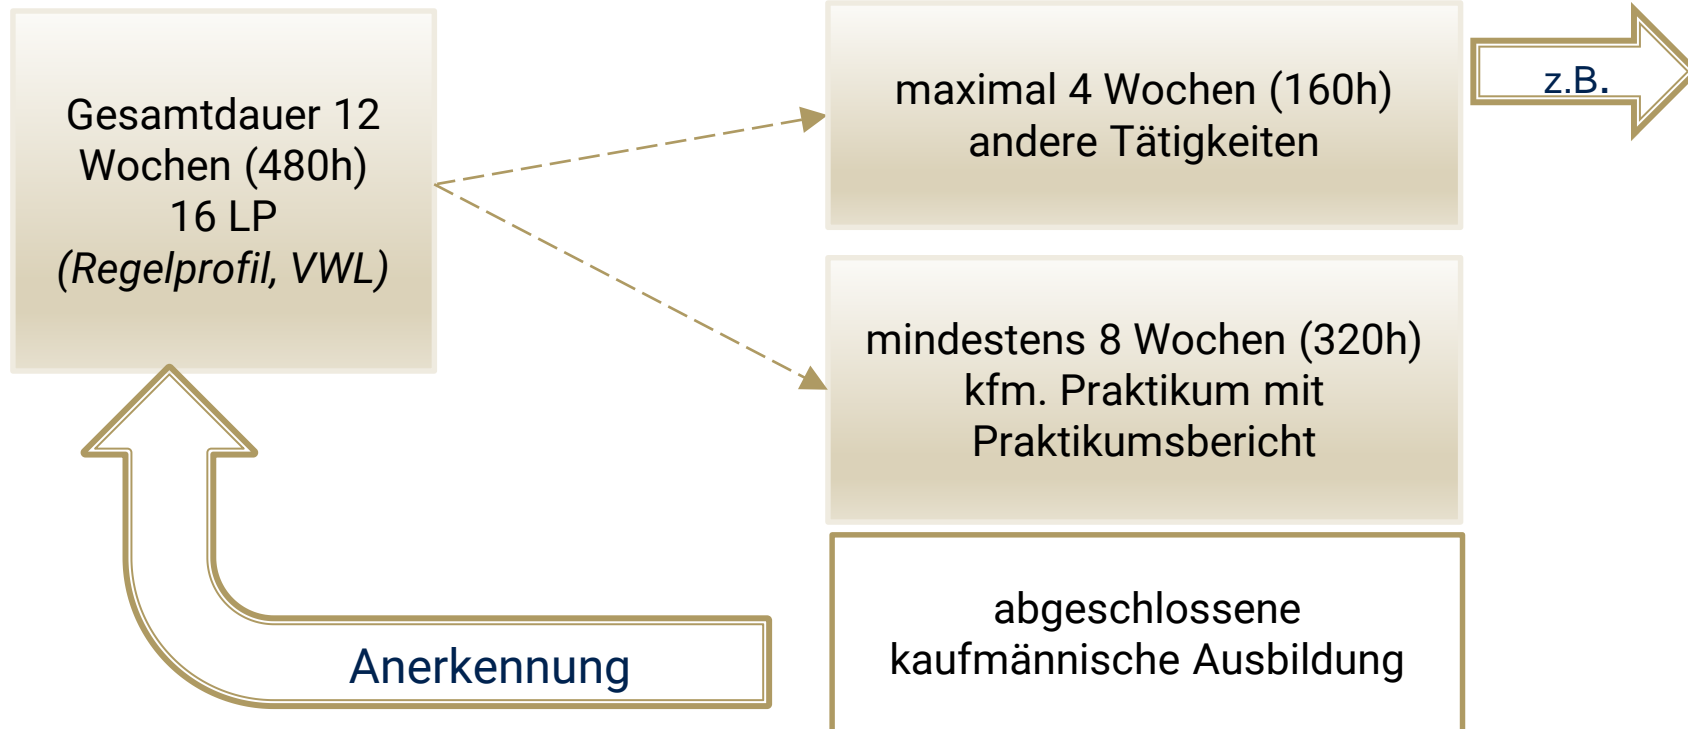 Gesamtdauer 12
Wochen (480h)
16 LP
(Regelprofil, VWL)
maximal 4 Wochen (160h)
andere Tätigkeiten
z.B.
mindestens 8 Wochen (320h)
kfm. Praktikum mit
Praktikumsbericht
abgeschlossene
kaufmännische Ausbildung
Anerkennung